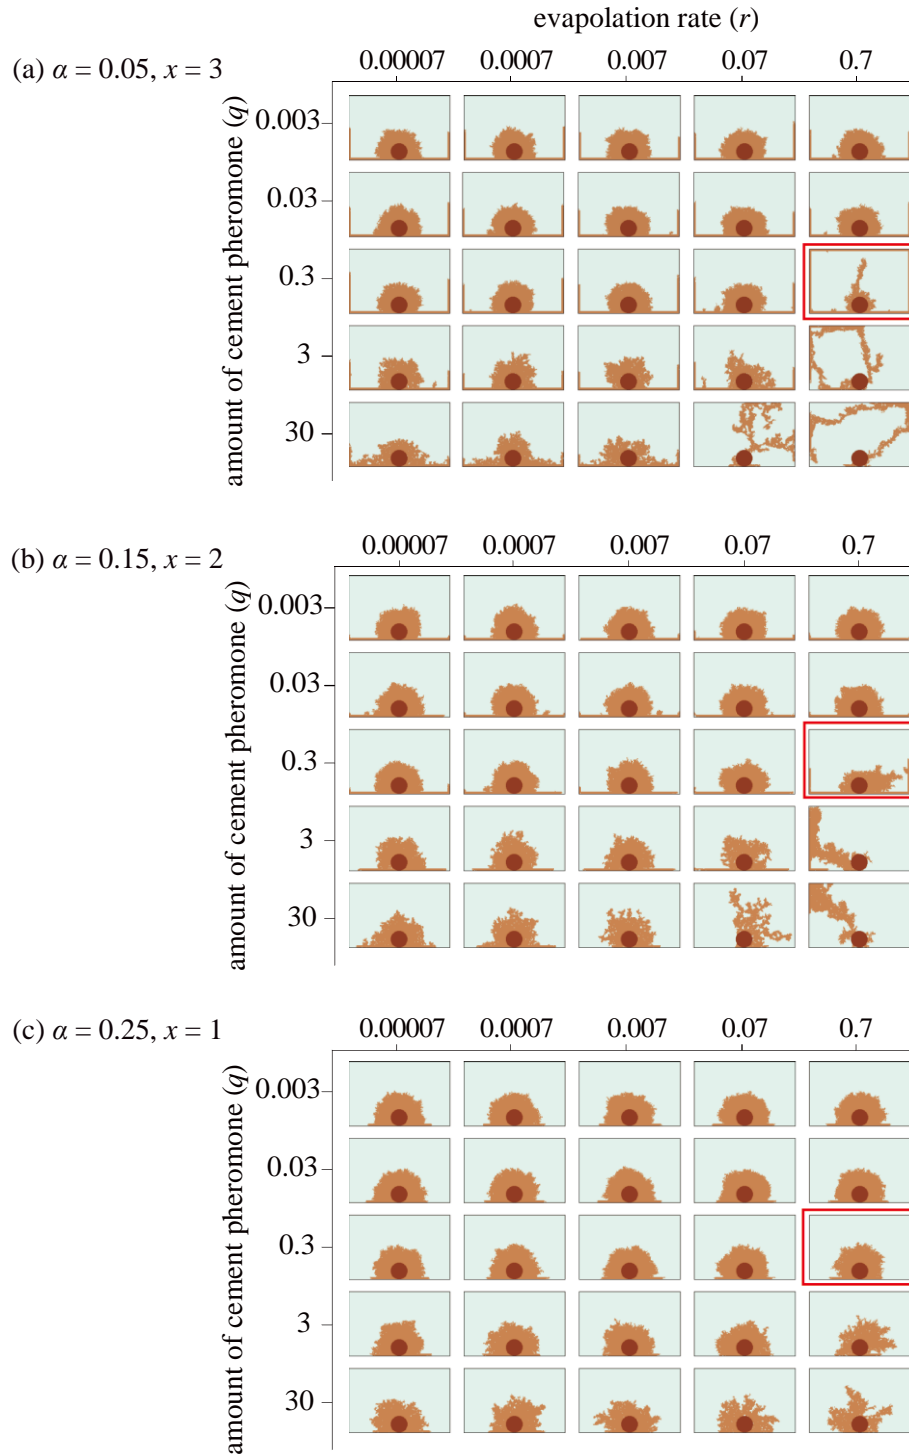 evapolation rate (r)
(a) α = 0.05, x = 3
0.00007 0.0007 0.007 0.07 0.7
amount of cement pheromone (q)
0.003
0.03
0.3
3
30
(b) α = 0.15, x = 2
0.00007 0.0007 0.007 0.07 0.7
amount of cement pheromone (q)
0.003
0.03
0.3
3
30
(c) α = 0.25, x = 1
0.00007 0.0007 0.007 0.07 0.7
amount of cement pheromone (q)
0.003
0.03
0.3
3
30